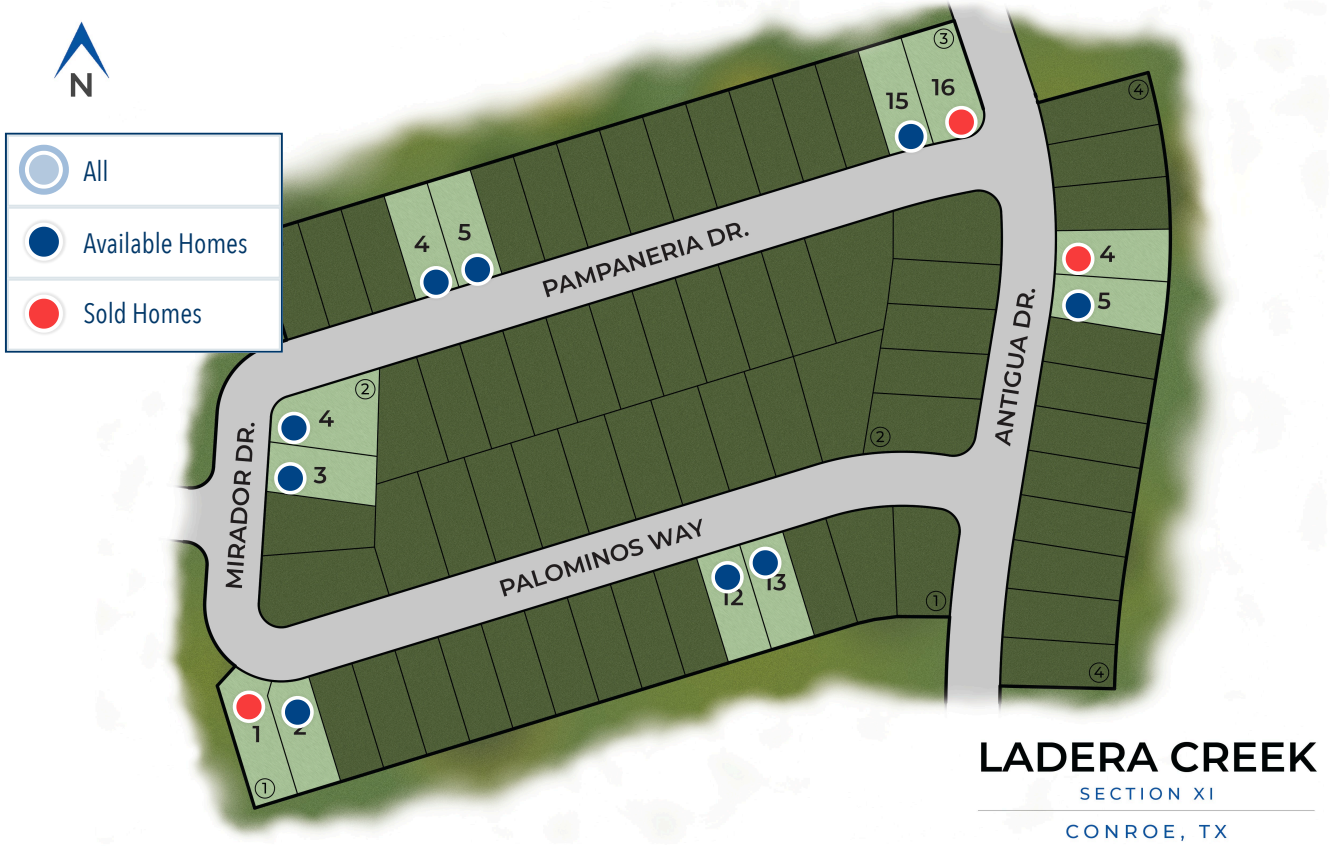 N
All
Available Homes
Sold Homes
3
15
16
4
4
5
PAMPANERIA DR.
4
5
2
4
3
MIRADOR DR.
ANTIGUA DR.
2
PALOMINOS WAY
12
13
1
4
1
2
1
LADERA CREEK
SECTION XI
CONROE, TX